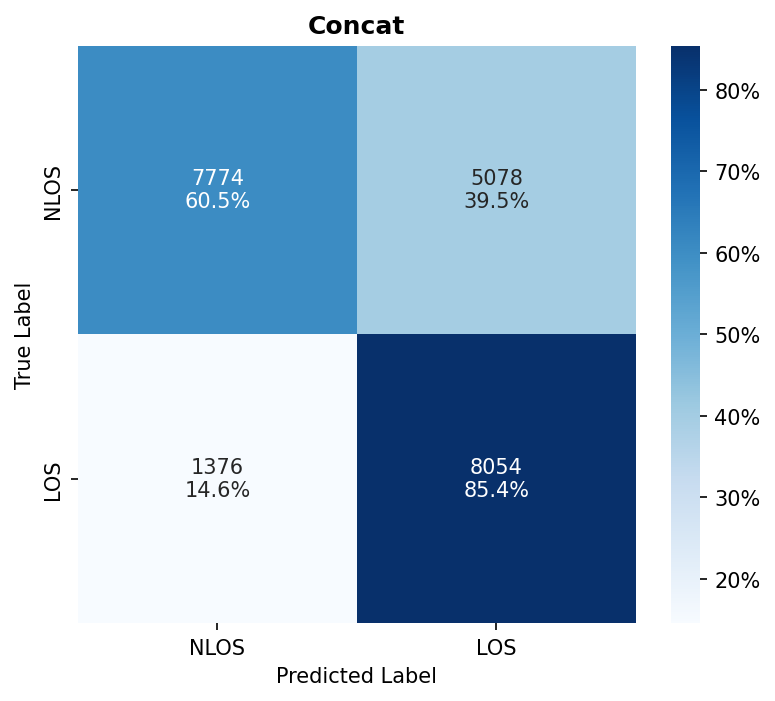 Concat
True Label
NLOS
7774
60.5%
5078
39.5%
LOS
1376
14.6%
8054
85.4%
NLOS
LOS
Predicted Label
80%
70%
60%
50%
40%
30%
20%